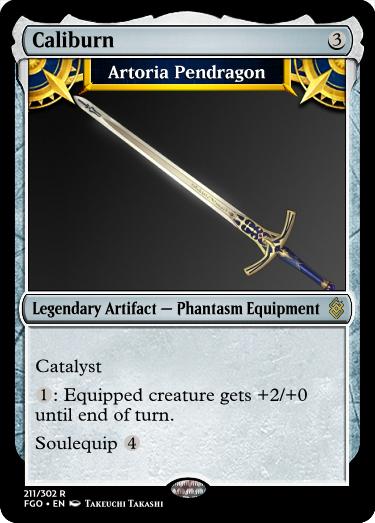 Caliburn 3
Artoria Pendragon
Legendary Artifact — Phantasm Equipment
Catalyst
1: Equipped creature gets +2/+0
until end of turn.
Soulequip 4
211/302 R
FGO • EN Takeuchi Takashi